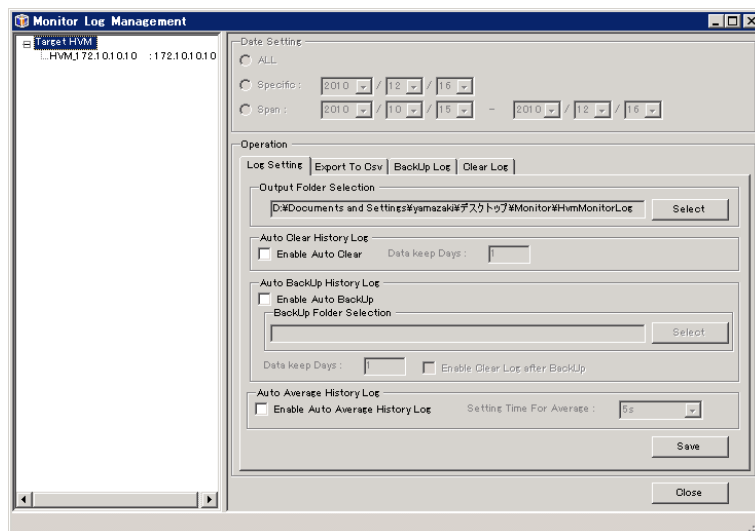 Monitor Log Management
Target HVM
HVM_172.10.10.10 : 172.10.10.10
Date Setting
ALL
Specific : 2010 / 12 / 16
Span : 2010 / 10 / 15 - 2010 / 12 / 16
Operation
Log Setting Export To Csv BackUp Log Clear Log
Output Folder Selection
D:¥Documents and Settings¥yamazaki¥デスクトップ¥Monitor¥HvmMonitorLog Select
Auto Clear History Log
Enable Auto Clear Data keep Days : 1
Auto BackUp History Log
Enable Auto BackUp
BackUp Folder Selection
Select
Data keep Days : 1 Enable Clear Log after BackUp
Auto Average History Log
Enable Auto Average History Log Setting Time For Average : 5s
Save
Close